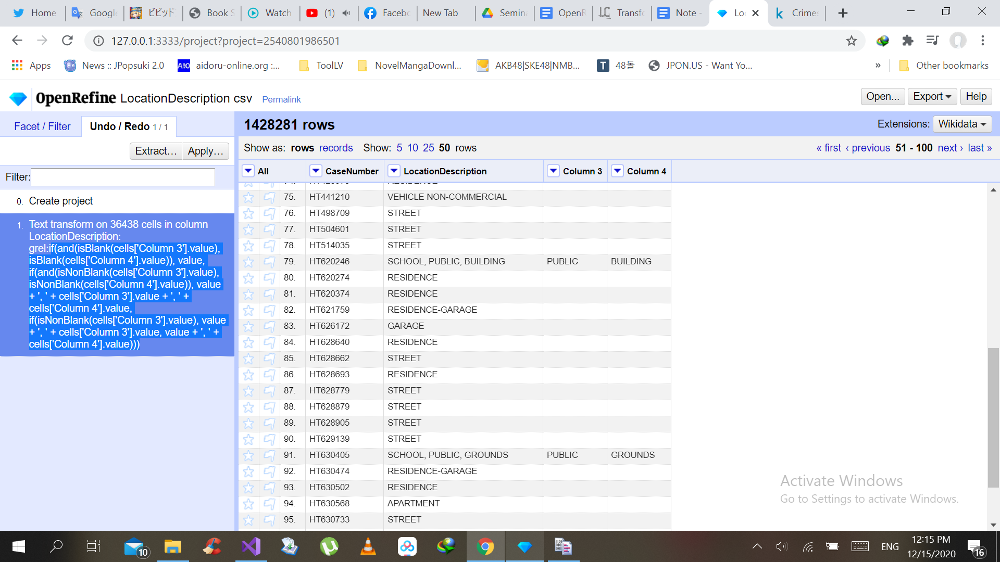 Home
Google
ビビッド
Book S
Watch
(1)
Facebo
New Tab
Semina
OpenR
Transfo
Note -
Lo
Crimes
127.0.0.1:3333/project?project=2540801986501
Apps
News :: JPopsuki 2.0
A!O aidoru-online.org :...
ToolLV
NovelMangaDownl...
AKB48|SKE48|NMB...
T 48돌
JPON.US - Want Yo...
»
Other bookmarks
OpenRefine LocationDescription csv Permalink
Open... Export Help
Facet / Filter Undo / Redo 1 / 1
1428281 rows
Extensions: Wikidata
Extract... Apply...
Show as: rows records Show: 5 10 25 50 rows
« first ‹ previous 51 - 100 next › last »
Filter:
All CaseNumber LocationDescription Column 3 Column 4
0. Create project
1. Text transform on 36438 cells in column
LocationDescription:
grel:if(and(isBlank(cells['Column 3'].value),
isBlank(cells['Column 4'].value)), value,
if(and(isNonBlank(cells['Column 3'].value),
isNonBlank(cells['Column 4'].value)), value
+ ', ' + cells['Column 3'].value + ', ' +
cells['Column 4'].value,
if(isNonBlank(cells['Column 3'].value), value
+ ', ' + cells['Column 3'].value, value + ', ' +
cells['Column 4'].value)))
75. HT441210 VEHICLE NON-COMMERCIAL
76. HT498709 STREET
77. HT504601 STREET
78. HT514035 STREET
79. HT620246 SCHOOL, PUBLIC, BUILDING PUBLIC BUILDING
80. HT620274 RESIDENCE
81. HT620374 RESIDENCE
82. HT621759 RESIDENCE-GARAGE
83. HT626172 GARAGE
84. HT628640 RESIDENCE
85. HT628662 STREET
86. HT628693 RESIDENCE
87. HT628779 STREET
88. HT628879 STREET
89. HT628905 STREET
90. HT629139 STREET
91. HT630405 SCHOOL, PUBLIC, GROUNDS PUBLIC GROUNDS
92. HT630474 RESIDENCE-GARAGE
93. HT630502 RESIDENCE
94. HT630568 APARTMENT
95. HT630733 STREET
Activate Windows
Go to Settings to activate Windows.
10
ENG
12:15 PM
12/15/2020
16